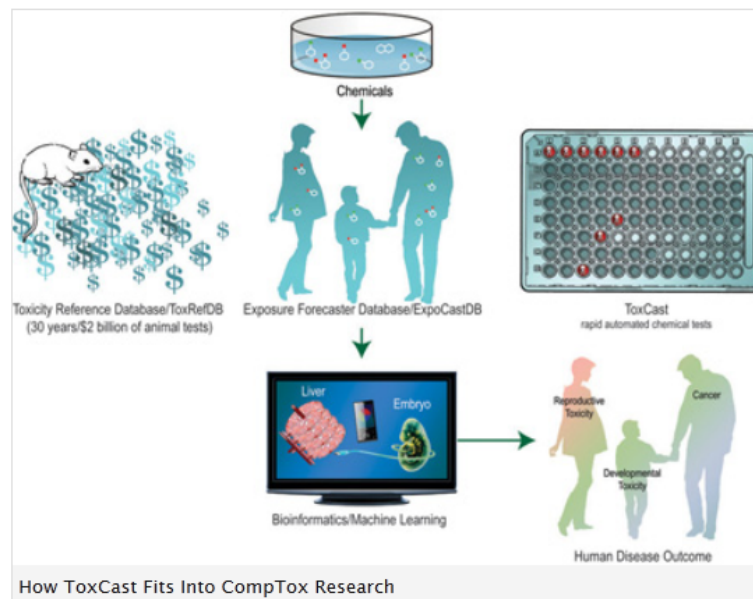 Chemicals
Toxicity Reference Database/ToxRefDB
(30 years/$2 billion of animal tests)
Exposure Forecaster Database/ExpoCastDB
ToxCast
rapid automated chemical tests
Liver
Embryo
Bioinformatics/Machine Learning
Reproductive
Toxicity
Cancer
Developmental
Toxicity
Human Disease Outcome
How ToxCast Fits Into CompTox Research